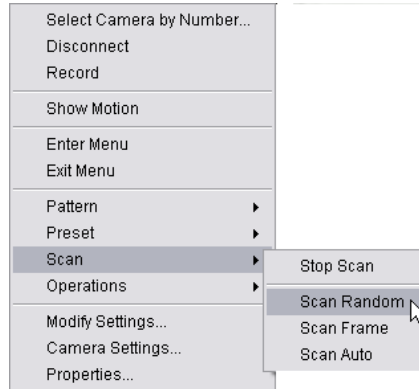 Select Camera by Number...
Disconnect
Record
Show Motion
Enter Menu
Exit Menu
Pattern
Preset
Scan
Operations
Modify Settings...
Camera Settings...
Properties...
Stop Scan
Scan Random
Scan Frame
Scan Auto